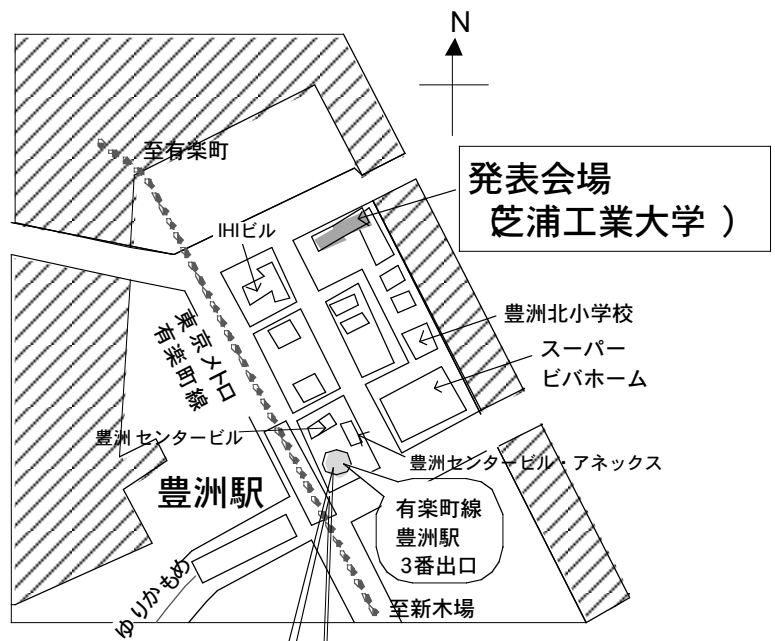 N
至有楽町
発表会場
(芝浦工業大学 )
IHIビル
豊洲北小学校
スーパー
ビバホーム
東京メトロ
有楽町線
豊洲センタービル
豊洲センタービル・アネックス
豊洲駅
有楽町線
豊洲駅
3番出口
ゆりかもめ
至新木場